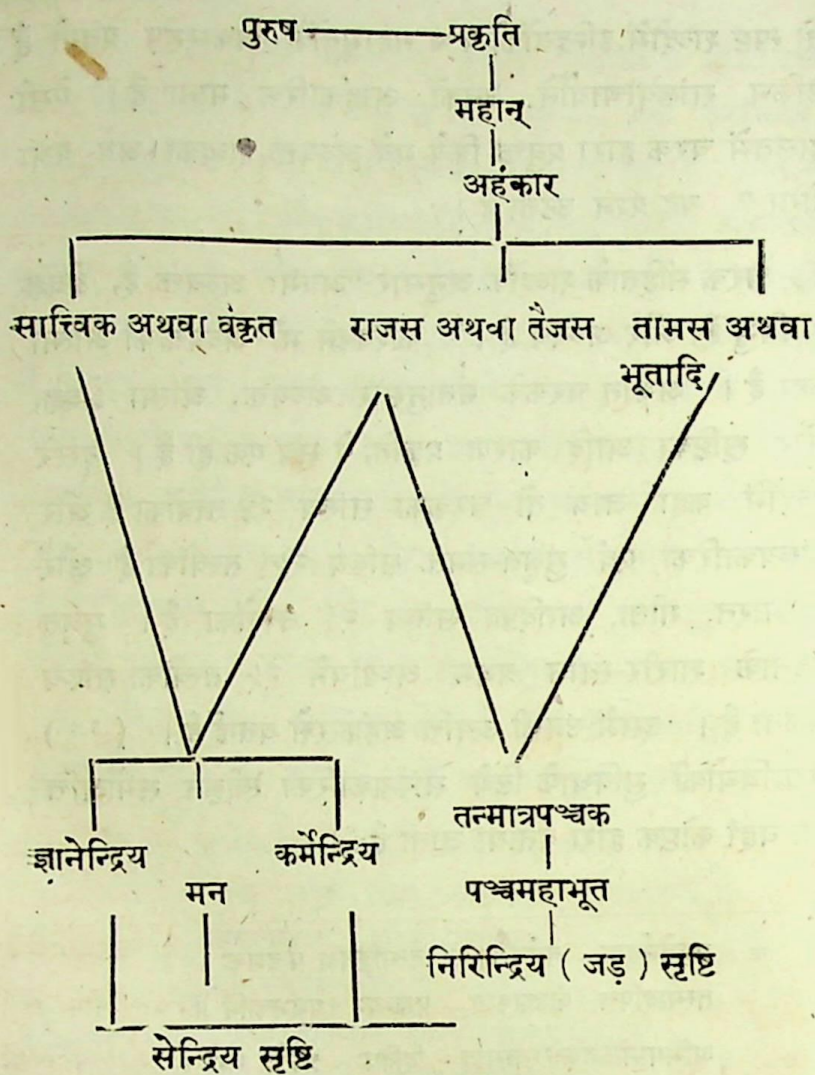 पुरुष प्रकृति
महान्
अहंकार
सात्त्विक अथवा वंकृत राजस अथवा तैजस तामस अथवा
भूतादि
तन्मात्रपञ्चक
ज्ञानेन्द्रिय कर्मेन्द्रिय
मन पञ्चमहाभूत
निरिन्द्रिय ( जड़ ) सृष्टि
सेन्द्रिय सृष्टि